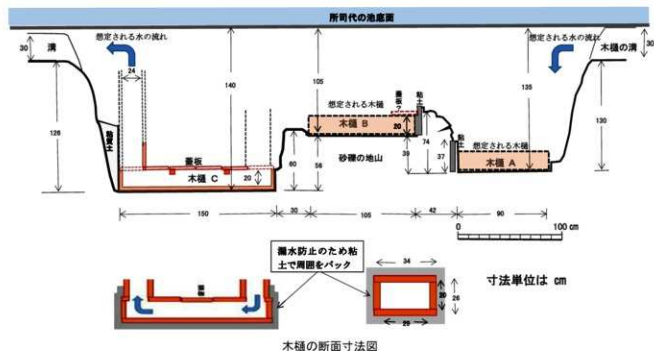 所司代の池底面
想定される水の流れ
想定される水の流れ
30
溝
木樋の溝
30
24
140
105
135
126
粘質土
蓋板?
粘土
想定される木樋
木樋 B
20
74
粘土
想定される木樋
130
蓋板
木樋 C
20
60
56
砂礫の地山
39
37
木樋 A
150
30
105
42
90
0
100 cm
漏水防止のため粘
土で周囲をパック
34
20
26
29
寸法単位は cm
木樋の断面寸法図